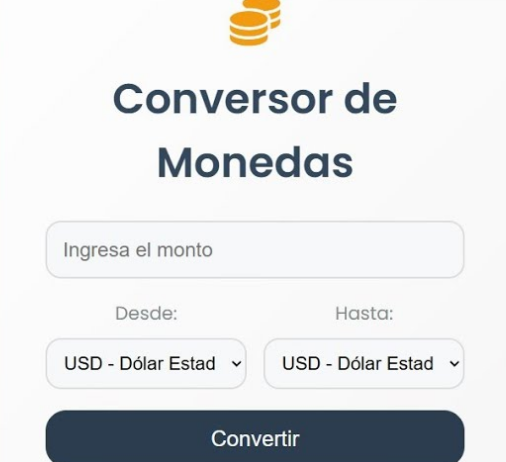 Conversor de
Monedas
Ingresa el monto
Desde:
Hasta:
USD - Dólar Estad
USD - Dólar Estad
Convertir